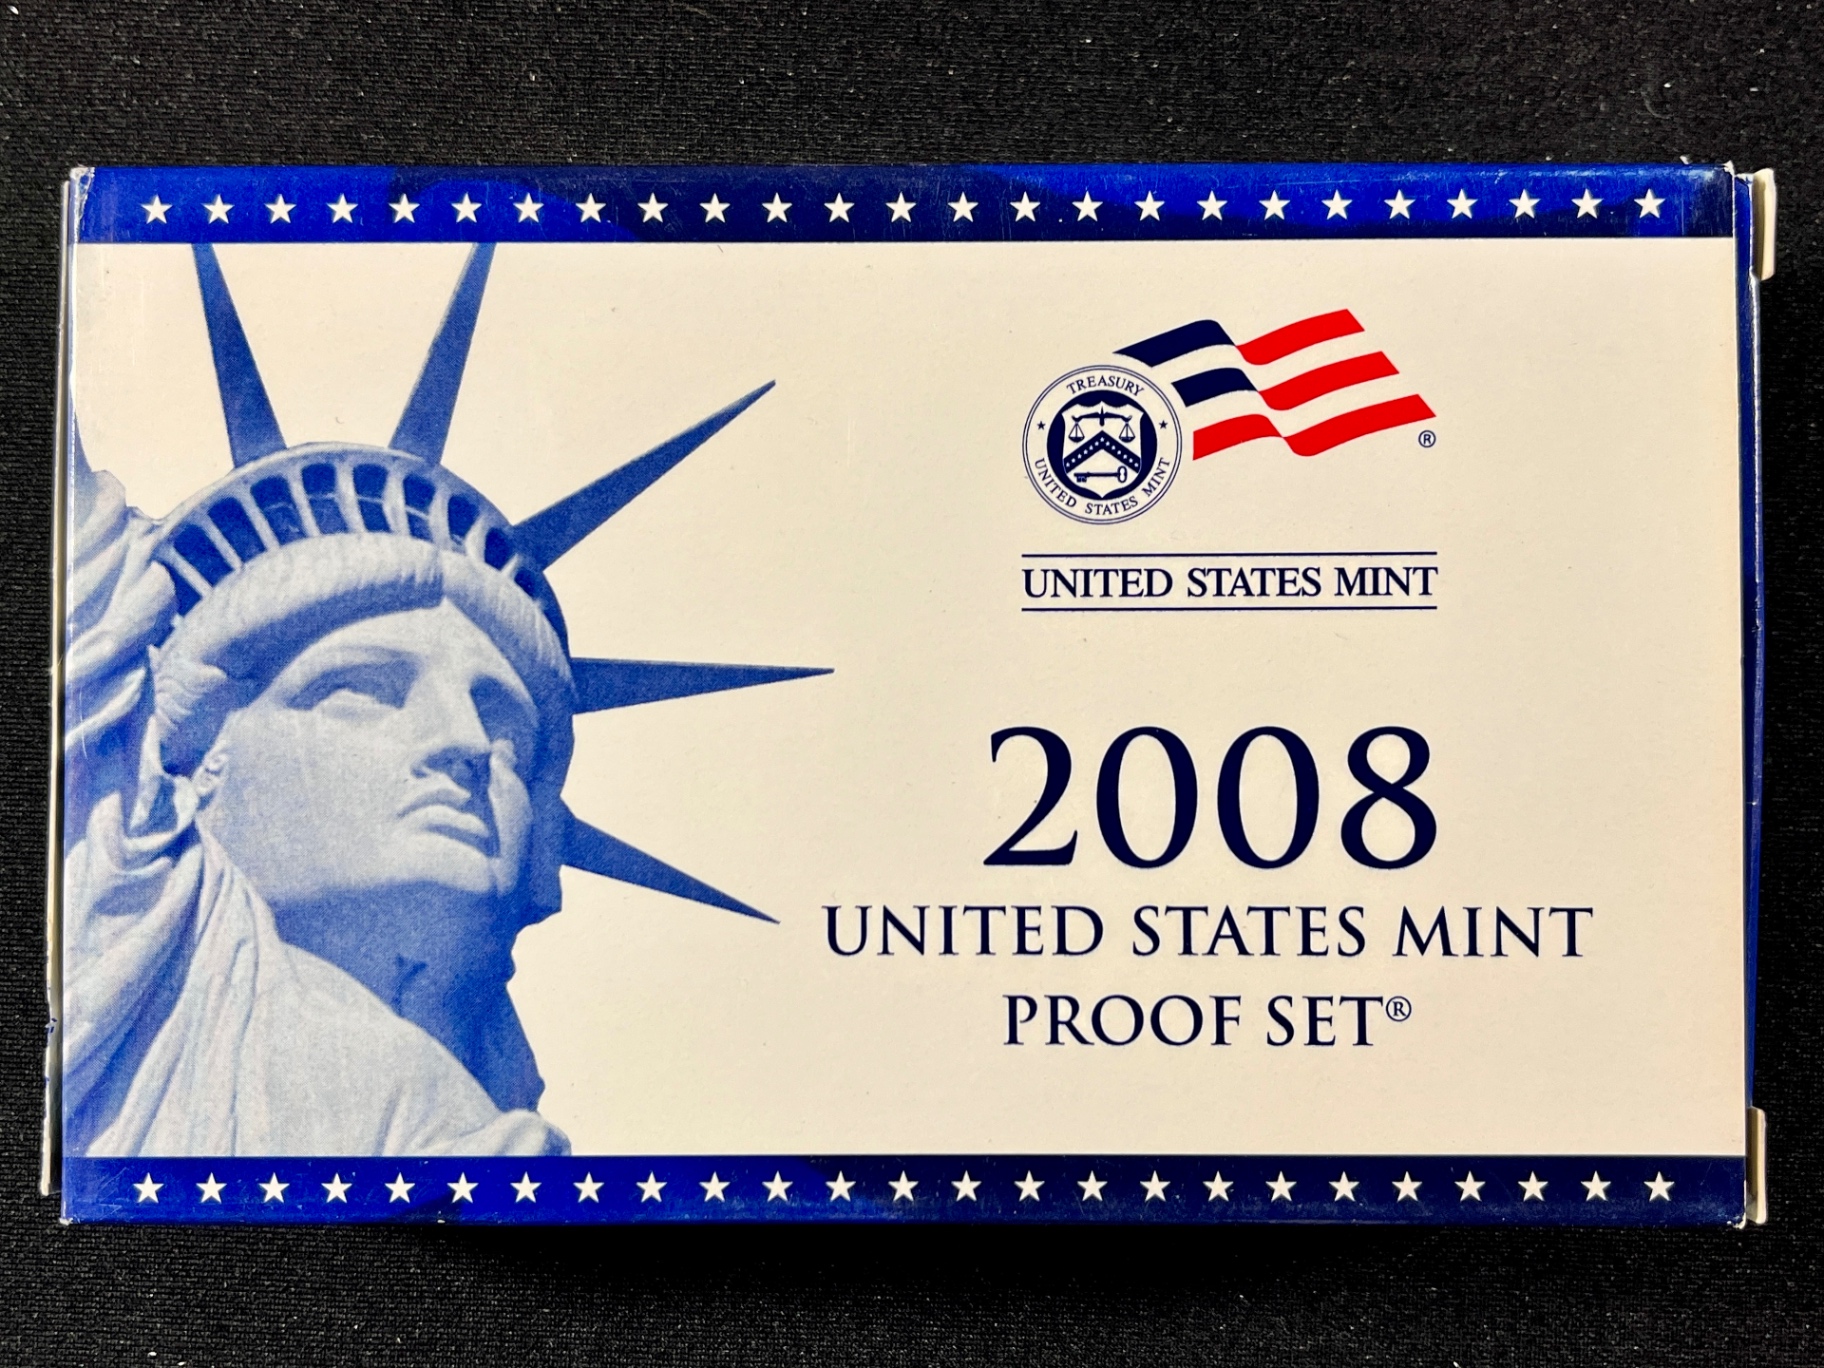 TREASURY
UNITED STATES MINT
®
UNITED STATES MINT
2008
UNITED STATES MINT
PROOF SET®